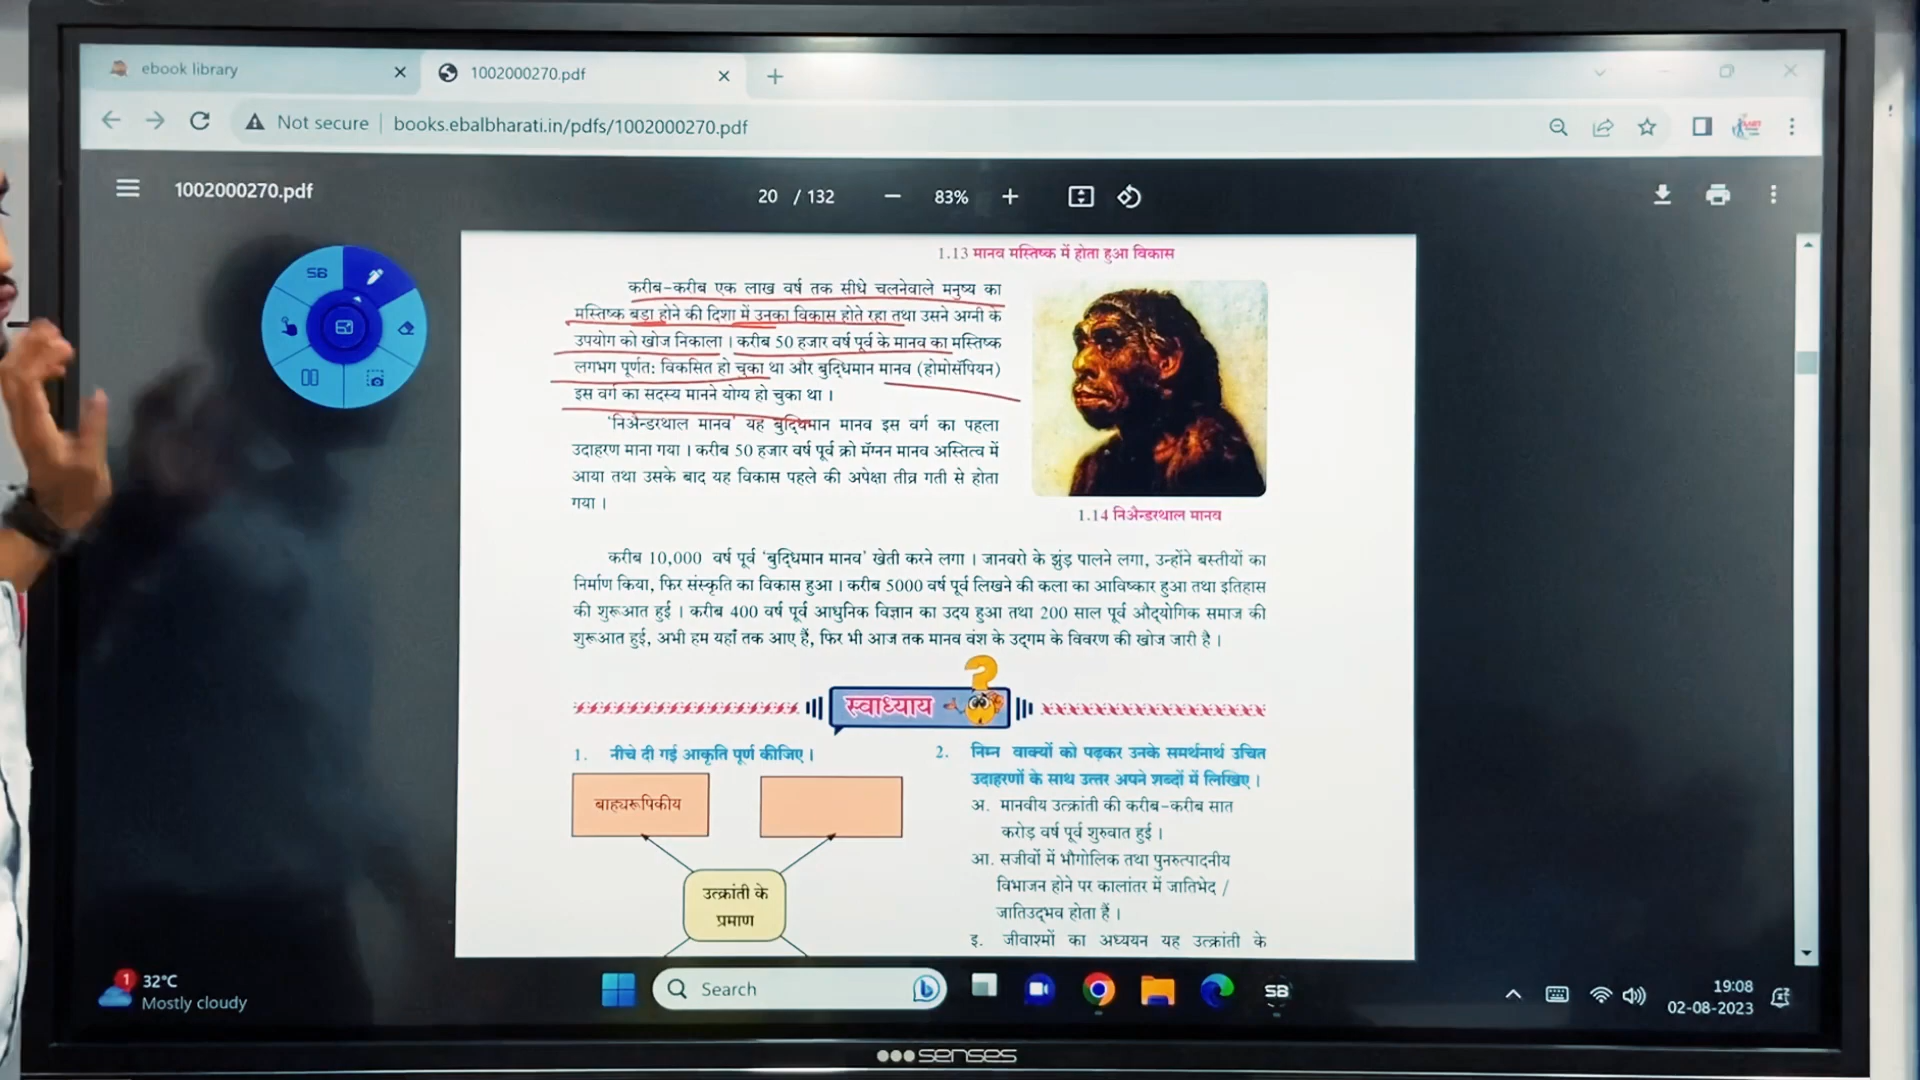 ebook library
1002000270.pdf
Not secure
books.ebalbharati.in/pdfs/1002000270.pdf
1002000270.pdf
20 / 132
83%
SB
1.13 मानव मस्तिष्क में होता हुआ विकास
करीब-करीब एक लाख वर्ष तक सीधे चलनेवाले मनुष्य का
मस्तिष्क बड़ा होने की दिशा में उनका विकास होते रहा तथा उसने अग्नी के
उपयोग को खोज निकाला । करीब 50 हजार वर्ष पूर्व के मानव का मस्तिष्क
लगभग पूर्णत: विकसित हो चुका था और बुद्धिमान मानव (होमोसॅपियन)
इस वर्ग का सदस्य मानने योग्य हो चुका था ।
‘निॲन्डरथाल मानव’ यह बुद्धिमान मानव इस वर्ग का पहला
उदाहरण माना गया । करीब 50 हजार वर्ष पूर्व क्रो मॅग्नन मानव अस्तित्व में
आया तथा उसके बाद यह विकास पहले की अपेक्षा तीव्र गती से होता
गया ।
1.14 निॲन्डरथाल मानव
करीब 10,000 वर्ष पूर्व ‘बुद्धिमान मानव’ खेती करने लगा । जानवरो के झुंड पालने लगा, उन्होंने बस्तीयों का
निर्माण किया, फिर संस्कृति का विकास हुआ । करीब 5000 वर्ष पूर्व लिखने की कला का आविष्कार हुआ तथा इतिहास
की शुरूआत हुई । करीब 400 वर्ष पूर्व आधुनिक विज्ञान का उदय हुआ तथा 200 साल पूर्व औद्योगिक समाज की
शुरूआत हुई, अभी हम यहाँ तक आए हैं, फिर भी आज तक मानव वंश के उद्गम के विवरण की खोज जारी है ।
स्वाध्याय
?
1. नीचे दी गई आकृति पूर्ण कीजिए ।
बाह्यरूपिकीय
उत्क्रांती के
प्रमाण
2. निम्न वाक्यों को पढ़कर उनके समर्थनार्थ उचित
उदाहरणों के साथ उत्तर अपने शब्दों में लिखिए ।
अ. मानवीय उत्क्रांती की करीब-करीब सात
करोड़ वर्ष पूर्व शुरुवात हुई ।
आ. सजीवों में भौगोलिक तथा पुनरुत्पादनीय
विभाजन होने पर कालांतर में जातिभेद /
जातिउद्भव होता हैं ।
इ. जीवाश्मों का अध्ययन यह उत्क्रांती के
1
32°C
Mostly cloudy
Search
SB
19:08
02-08-2023
senses